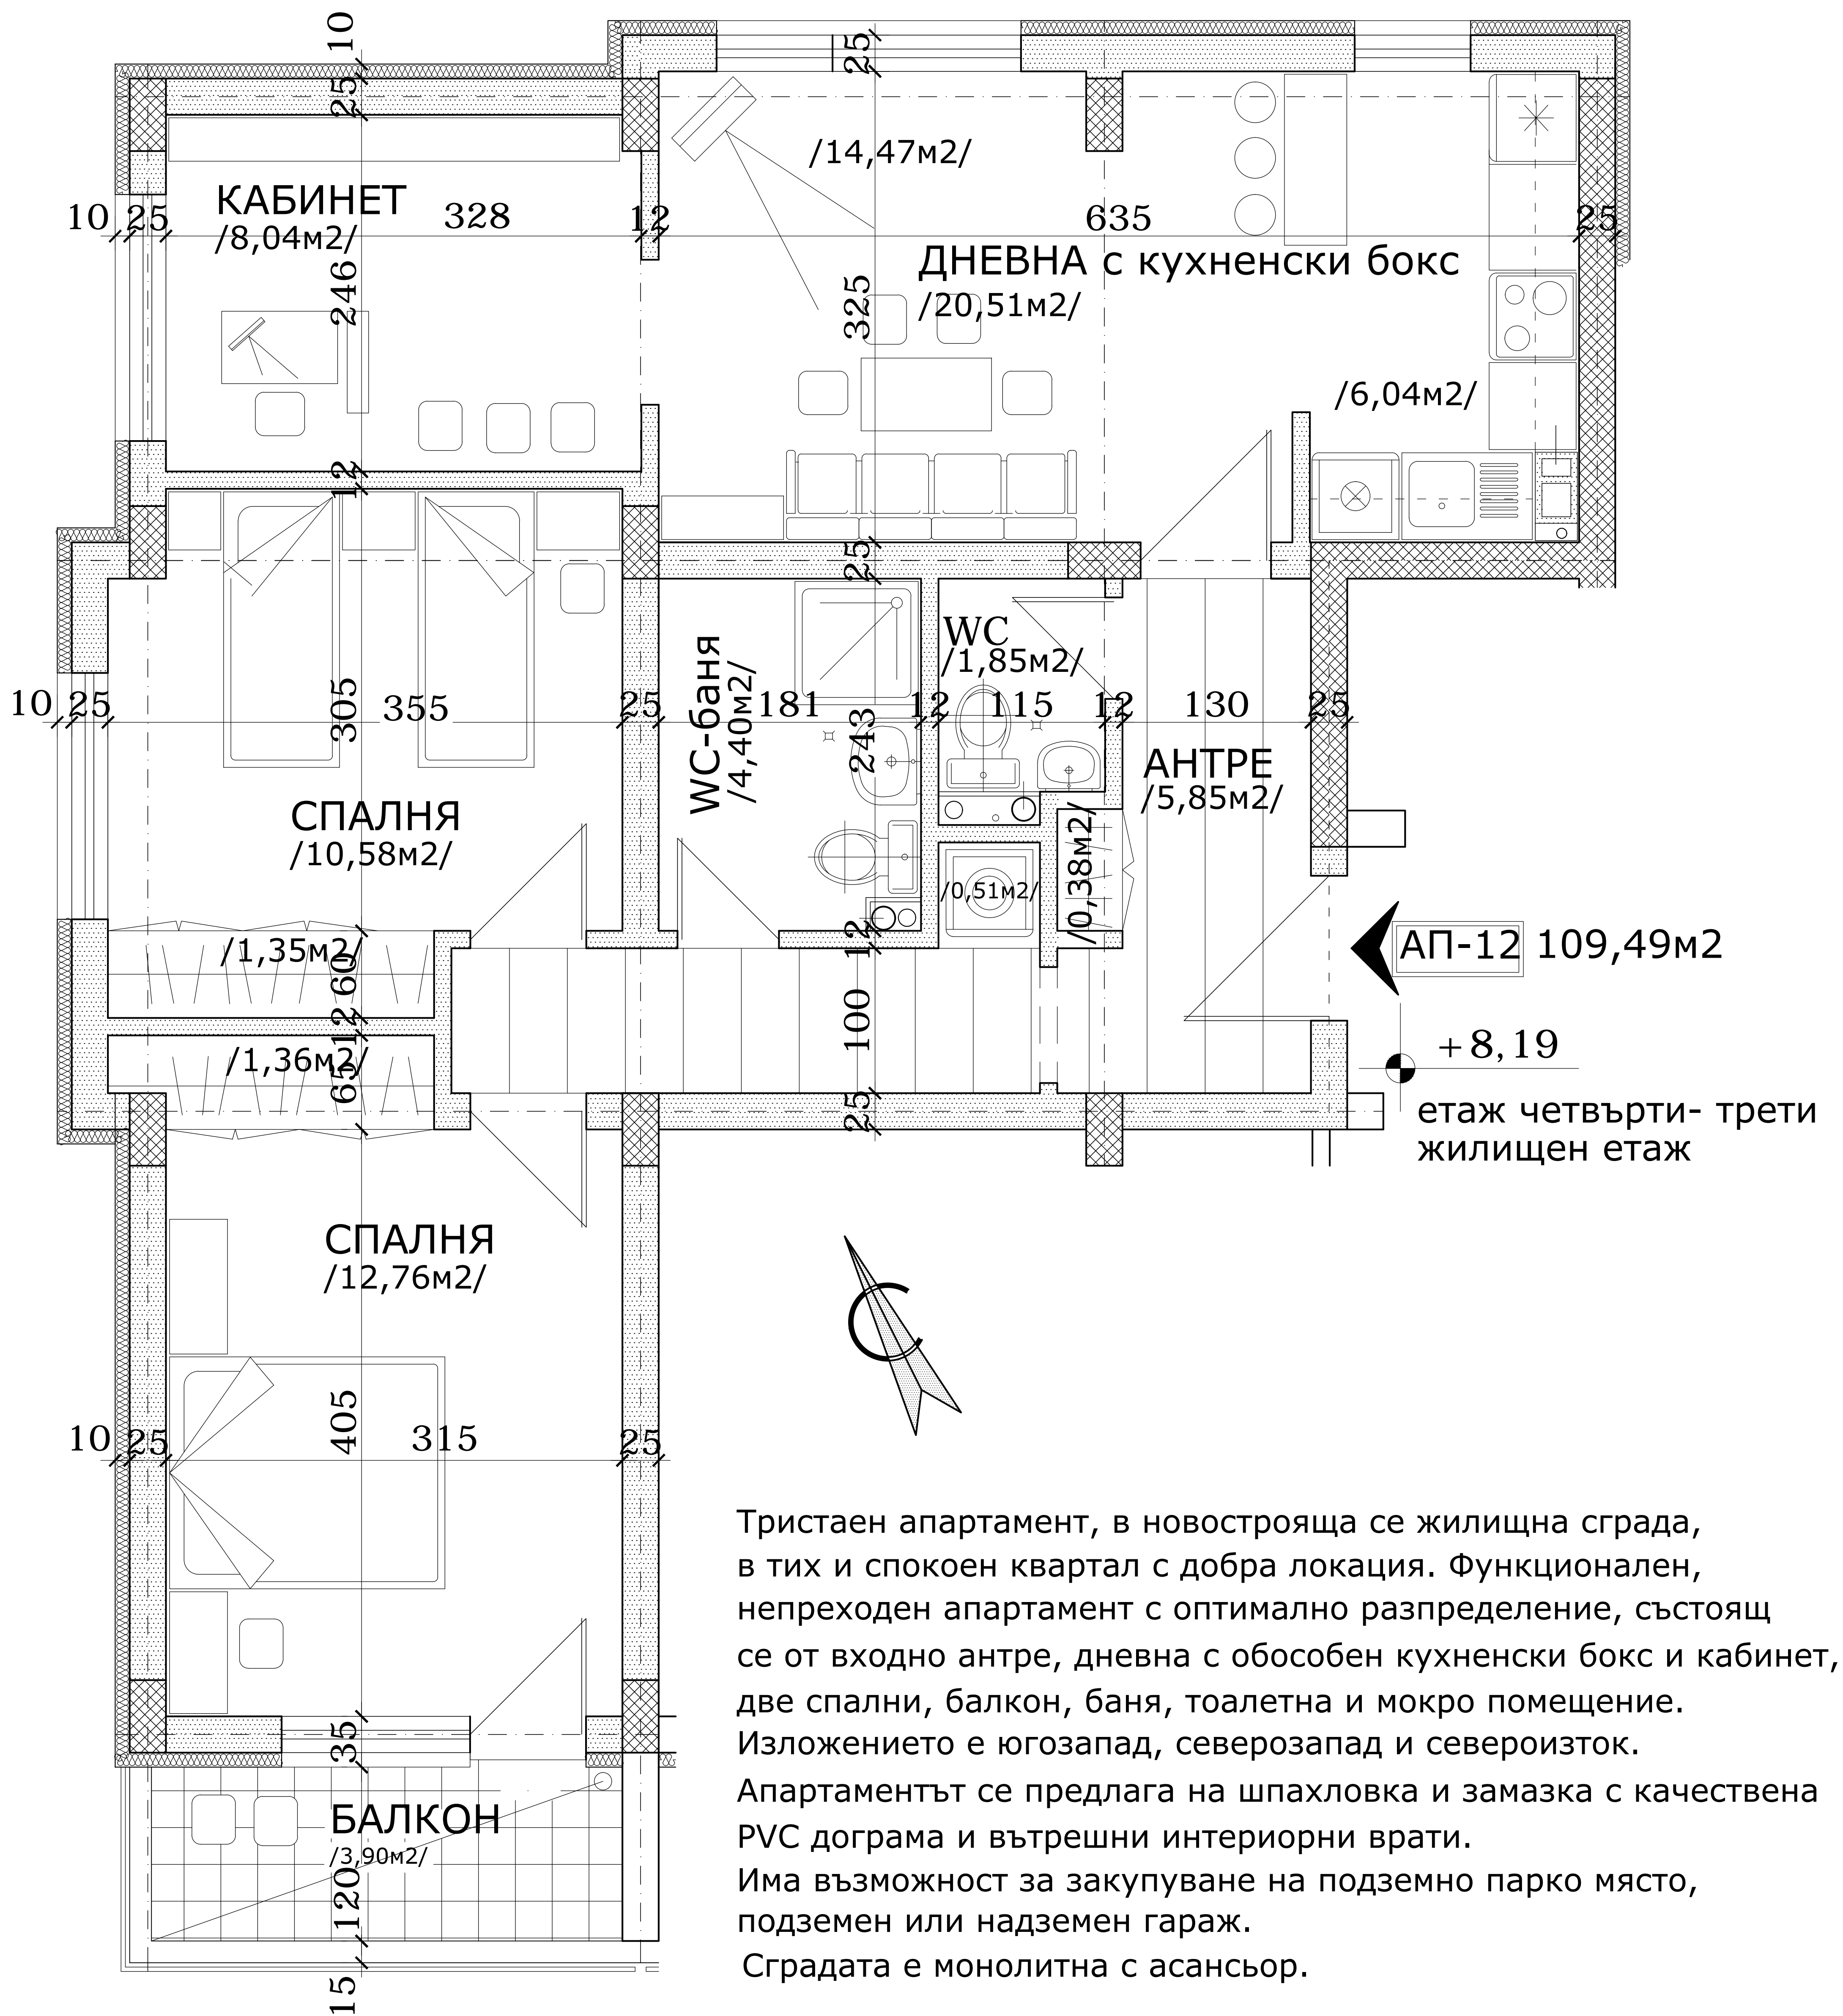 10
25
/14,47м2/
25
КАБИНЕТ
/8,04м2/
10
25
328
12
635
25
246
ДНЕВНА с кухненски бокс
/20,51м2/
325
/6,04м2/
12
25
WC
/1,85м2/
10
25
305
355
25
WC-баня
/4,40м2/
181
243
12
115
12
130
25
АНТРЕ
/5,85м2/
СПАЛНЯ
/10,58м2/
/0,51м2/
/0,38м2/
/1,35м2/
60
12
12
АП-12 109,49м2
100
+8,19
/1,36м2/
65
25
етаж четвърти- трети
жилищен етаж
СПАЛНЯ
/12,76м2/
10
25
405
315
25
Тристаен апартамент, в новострояща се жилищна сграда,
в тих и спокоен квартал с добра локация. Функционален,
непреходен апартамент с оптимално разпределение, състоящ
се от входно антре, дневна с обособен кухненски бокс и кабинет,
две спални, балкон, баня, тоалетна и мокро помещение.
Изложението е югозапад, северозапад и североизток.
Апартаментът се предлага на шпахловка и замазка с качествена
PVC дограма и вътрешни интериорни врати.
Има възможност за закупуване на подземно парко място,
подземен или надземен гараж.
Сградата е монолитна с асансьор.
35
БАЛКОН
/3,90м2/
120
15
С